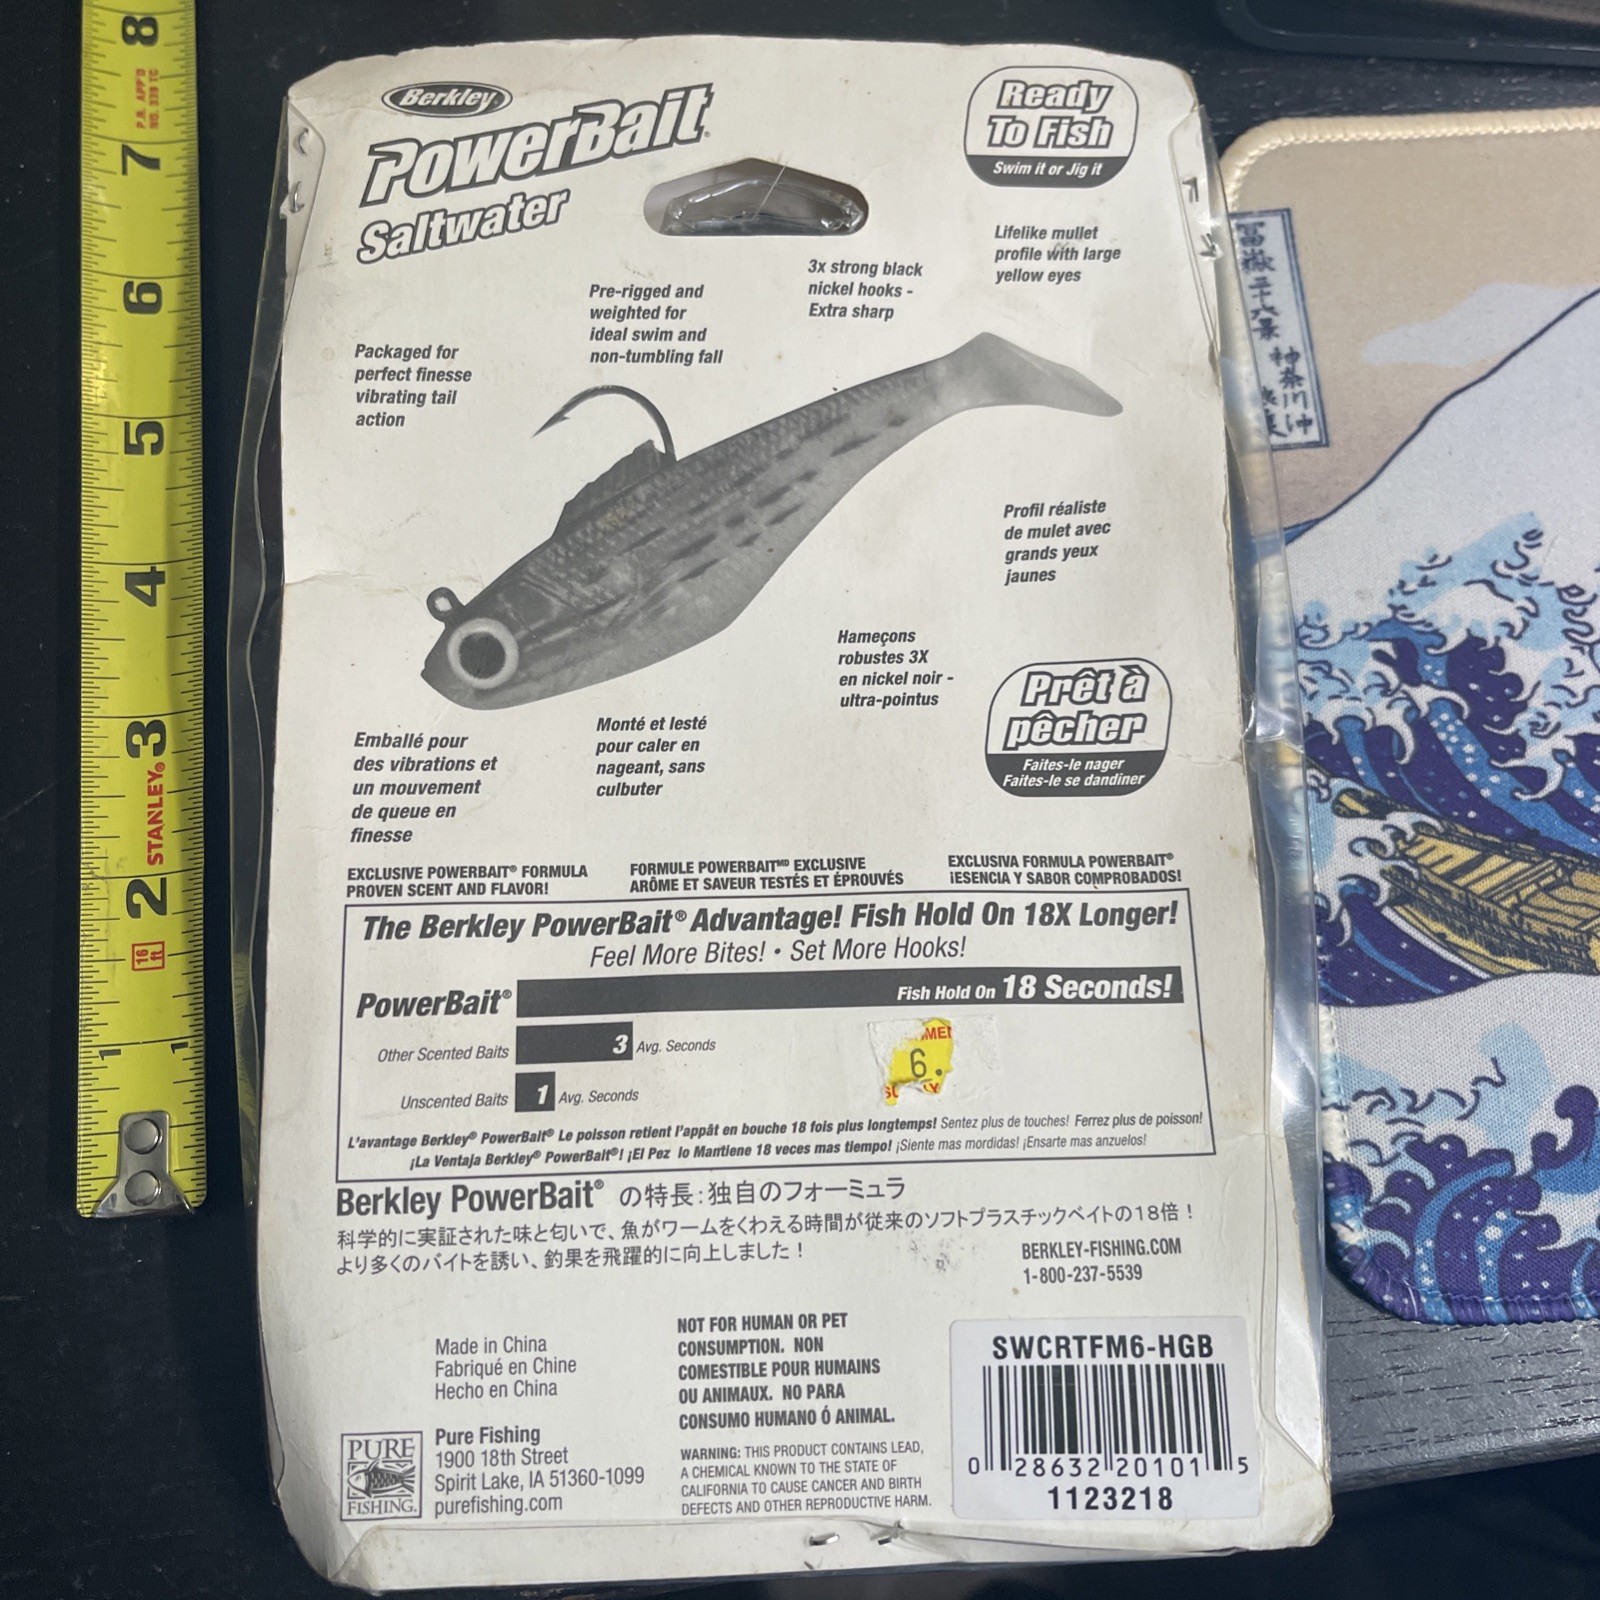 Berkley
PowerBait
Saltwater
Ready
To Fish
Swim it or Jig it
Lifelike mullet
profile with large
yellow eyes
3x strong black
nickel hooks -
Extra sharp
Pre-rigged and
weighted for
ideal swim and
non-tumbling fall
Packaged for
perfect finesse
vibrating tail
action
Profil réaliste
de mulet avec
grands yeux
jaunes
Hameçons
robustes 3X
en nickel noir -
ultra-pointus
Prêt à
pêcher
Faites-le nager
Faites-le se dandiner
Monté et lesté
pour caler en
nageant, sans
culbuter
Emballé pour
des vibrations et
un mouvement
de queue en
finesse
EXCLUSIVE POWERBAIT® FORMULA
PROVEN SCENT AND FLAVOR!
FORMULE POWERBAITMD EXCLUSIVE
ARÔME ET SAVEUR TESTÉS ET ÉPROUVÉS
EXCLUSIVA FORMULA POWERBAIT®
¡ESENCIA Y SABOR COMPROBADOS!
The Berkley PowerBait® Advantage! Fish Hold On 18X Longer!
Feel More Bites! • Set More Hooks!
PowerBait® Fish Hold On 18 Seconds!
Other Scented Baits 3 Avg. Seconds
Unscented Baits 1 Avg. Seconds
6.
L'avantage Berkley® PowerBait® Le poisson retient l'appât en bouche 18 fois plus longtemps! Sentez plus de touches! Ferrez plus de poisson!
¡La Ventaja Berkley® PowerBait®! ¡El Pez lo Mantiene 18 veces mas tiempo! ¡Siente mas mordidas! ¡Ensarte mas anzuelos!
Berkley PowerBait® の特長:独自のフォーミュラ
科学的に実証された味と匂いで、魚がワームをくわえる時間が従来のソフトプラスチックベイトの18倍!
より多くのバイトを誘い、釣果を飛躍的に向上しました!
BERKLEY-FISHING.COM
1-800-237-5539
Made in China
Fabriqué en Chine
Hecho en China
PURE
FISHING.
Pure Fishing
1900 18th Street
Spirit Lake, IA 51360-1099
purefishing.com
NOT FOR HUMAN OR PET
CONSUMPTION. NON
COMESTIBLE POUR HUMAINS
OU ANIMAUX. NO PARA
CONSUMO HUMANO Ó ANIMAL.
WARNING: THIS PRODUCT CONTAINS LEAD,
A CHEMICAL KNOWN TO THE STATE OF
CALIFORNIA TO CAUSE CANCER AND BIRTH
DEFECTS AND OTHER REPRODUCTIVE HARM.
SWCRTFM6-HGB
0 28632 20101 5
1123218
8
P.R. APP'D
NO. 339 TC
7
6
5
4
3
STANLEY®
2
16 ft
1 1
神奈川沖